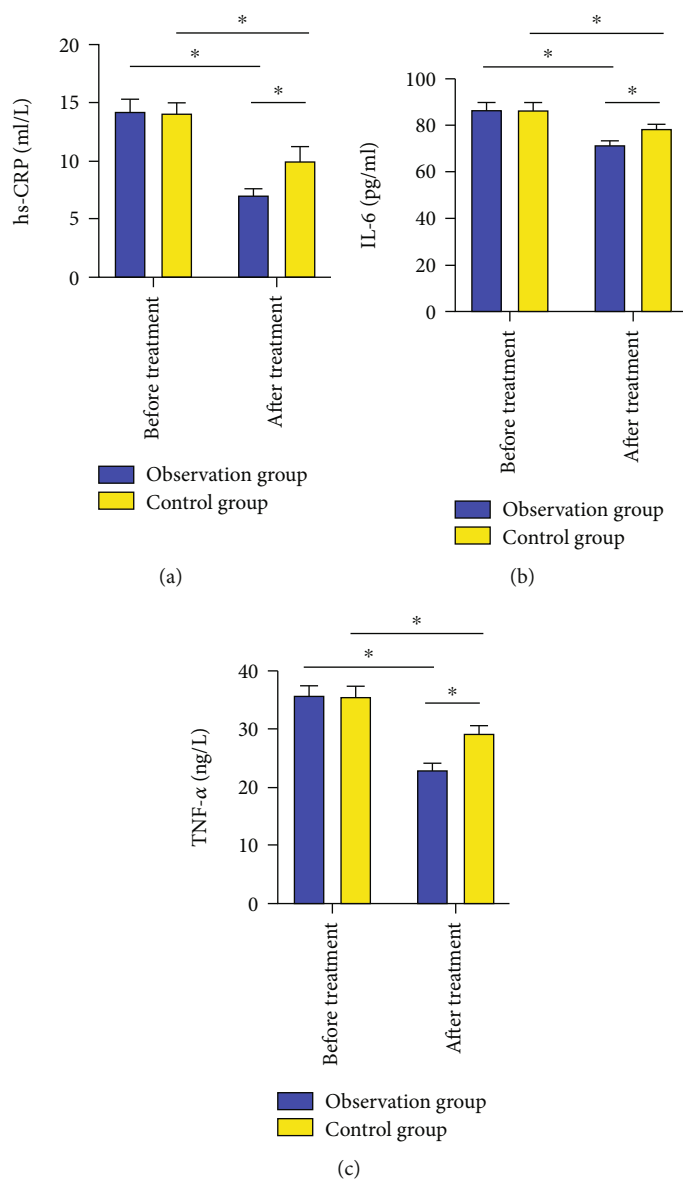 *
*
*
20
15
10
5
0
hs-CRP (ml/L)
Before treatment
After treatment
Observation group
Control group
(a)
*
*
*
100
80
60
40
20
0
IL-6 (pg/ml)
Before treatment
After treatment
Observation group
Control group
(b)
*
*
*
40
30
20
10
0
TNF-α (ng/L)
Before treatment
After treatment
Observation group
Control group
(c)